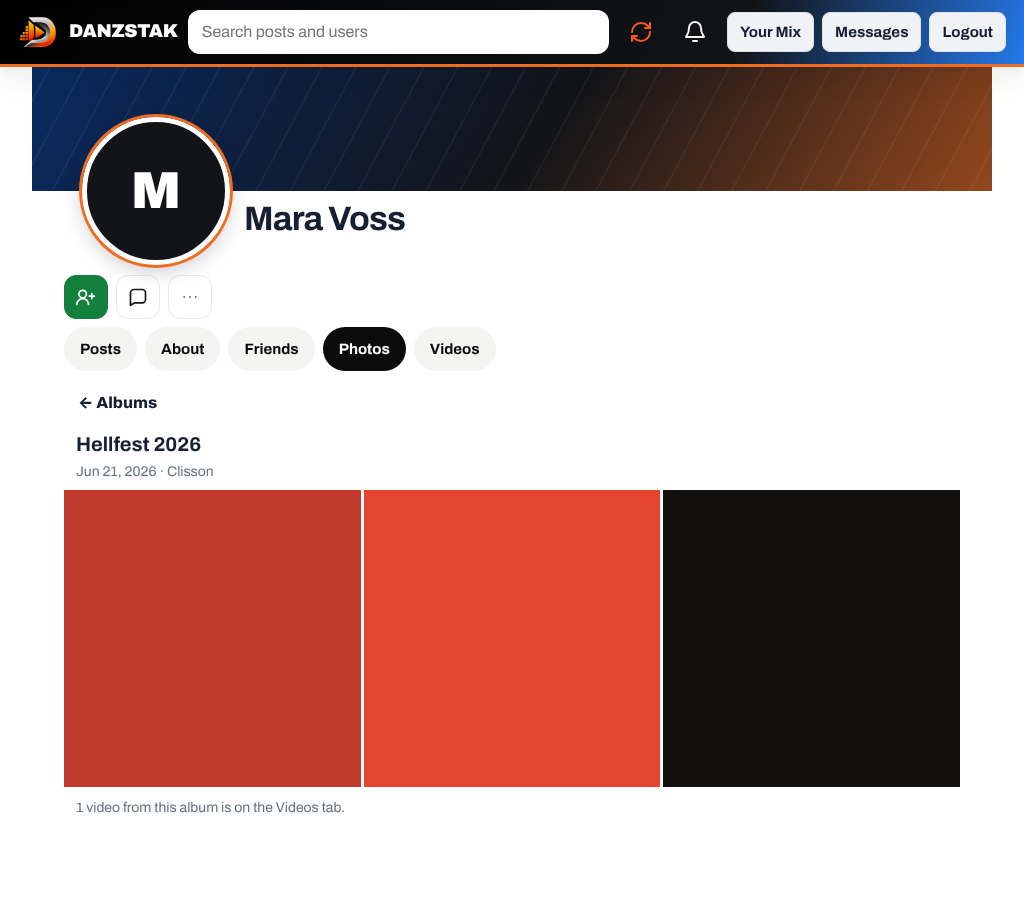 DANZSTAK
Search posts and users
Your Mix
Messages
Logout
M
Mara Voss
Posts
About
Friends
Photos
Videos
← Albums
Hellfest 2026
Jun 21, 2026 · Clisson
1 video from this album is on the Videos tab.